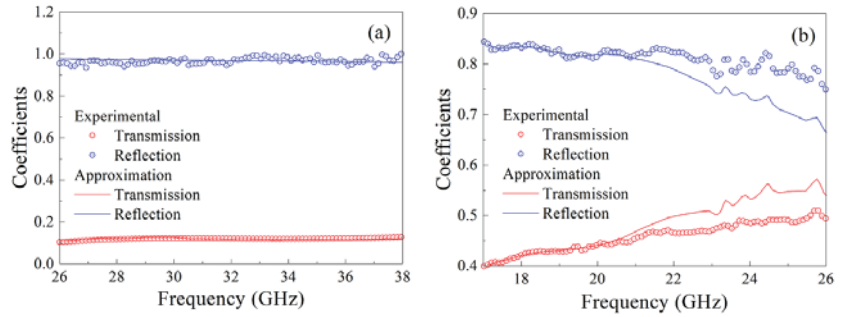 (a)
1.2
1.0
0.8
0.6
0.4
0.2
0.0
Coefficients
Experimental
Transmission
Reflection
Approximation
Transmission
Reflection
26 28 30 32 34 36 38
Frequency (GHz)
(b)
0.9
0.8
0.7
0.6
0.5
0.4
Coefficients
Experimental
Transmission
Reflection
Approximation
Transmission
Reflection
18 20 22 24 26
Frequency (GHz)